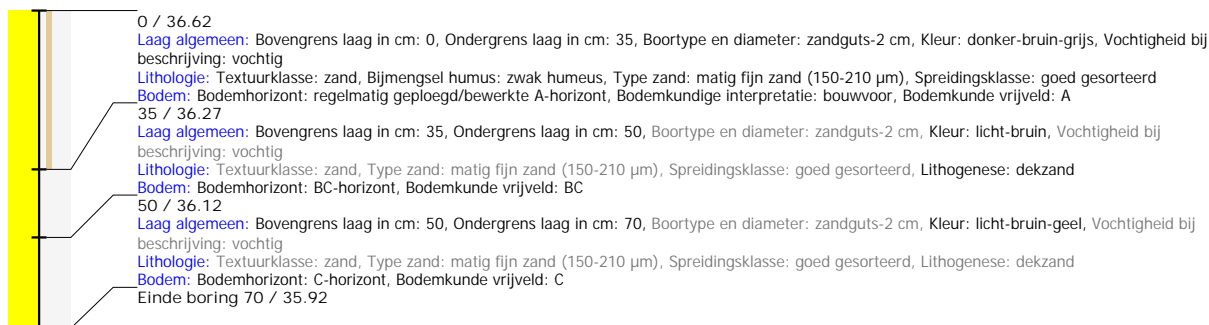 0 / 36.62
Laag algemeen: Bovengrens laag in cm: 0, Ondergrens laag in cm: 35, Boortype en diameter: zandguts-2 cm, Kleur: donker-bruin-grijs, Vochtigheid bij
beschrijving: vochtig
Lithologie: Textuurklasse: zand, Bijmengsel humus: zwak humeus, Type zand: matig fijn zand (150-210 µm), Spreidingsklasse: goed gesorteerd
Bodem: Bodemhorizont: regelmatig geploegd/bewerkte A-horizont, Bodemkundige interpretatie: bouwvoor, Bodemkunde vrijveld: A
35 / 36.27
Laag algemeen: Bovengrens laag in cm: 35, Ondergrens laag in cm: 50, Boortype en diameter: zandguts-2 cm, Kleur: licht-bruin, Vochtigheid bij
beschrijving: vochtig
Lithologie: Textuurklasse: zand, Type zand: matig fijn zand (150-210 µm), Spreidingsklasse: goed gesorteerd, Lithogenese: dekzand
Bodem: Bodemhorizont: BC-horizont, Bodemkunde vrijveld: BC
50 / 36.12
Laag algemeen: Bovengrens laag in cm: 50, Ondergrens laag in cm: 70, Boortype en diameter: zandguts-2 cm, Kleur: licht-bruin-geel, Vochtigheid bij
beschrijving: vochtig
Lithologie: Textuurklasse: zand, Type zand: matig fijn zand (150-210 µm), Spreidingsklasse: goed gesorteerd, Lithogenese: dekzand
Bodem: Bodemhorizont: C-horizont, Bodemkunde vrijveld: C
Einde boring 70 / 35.92